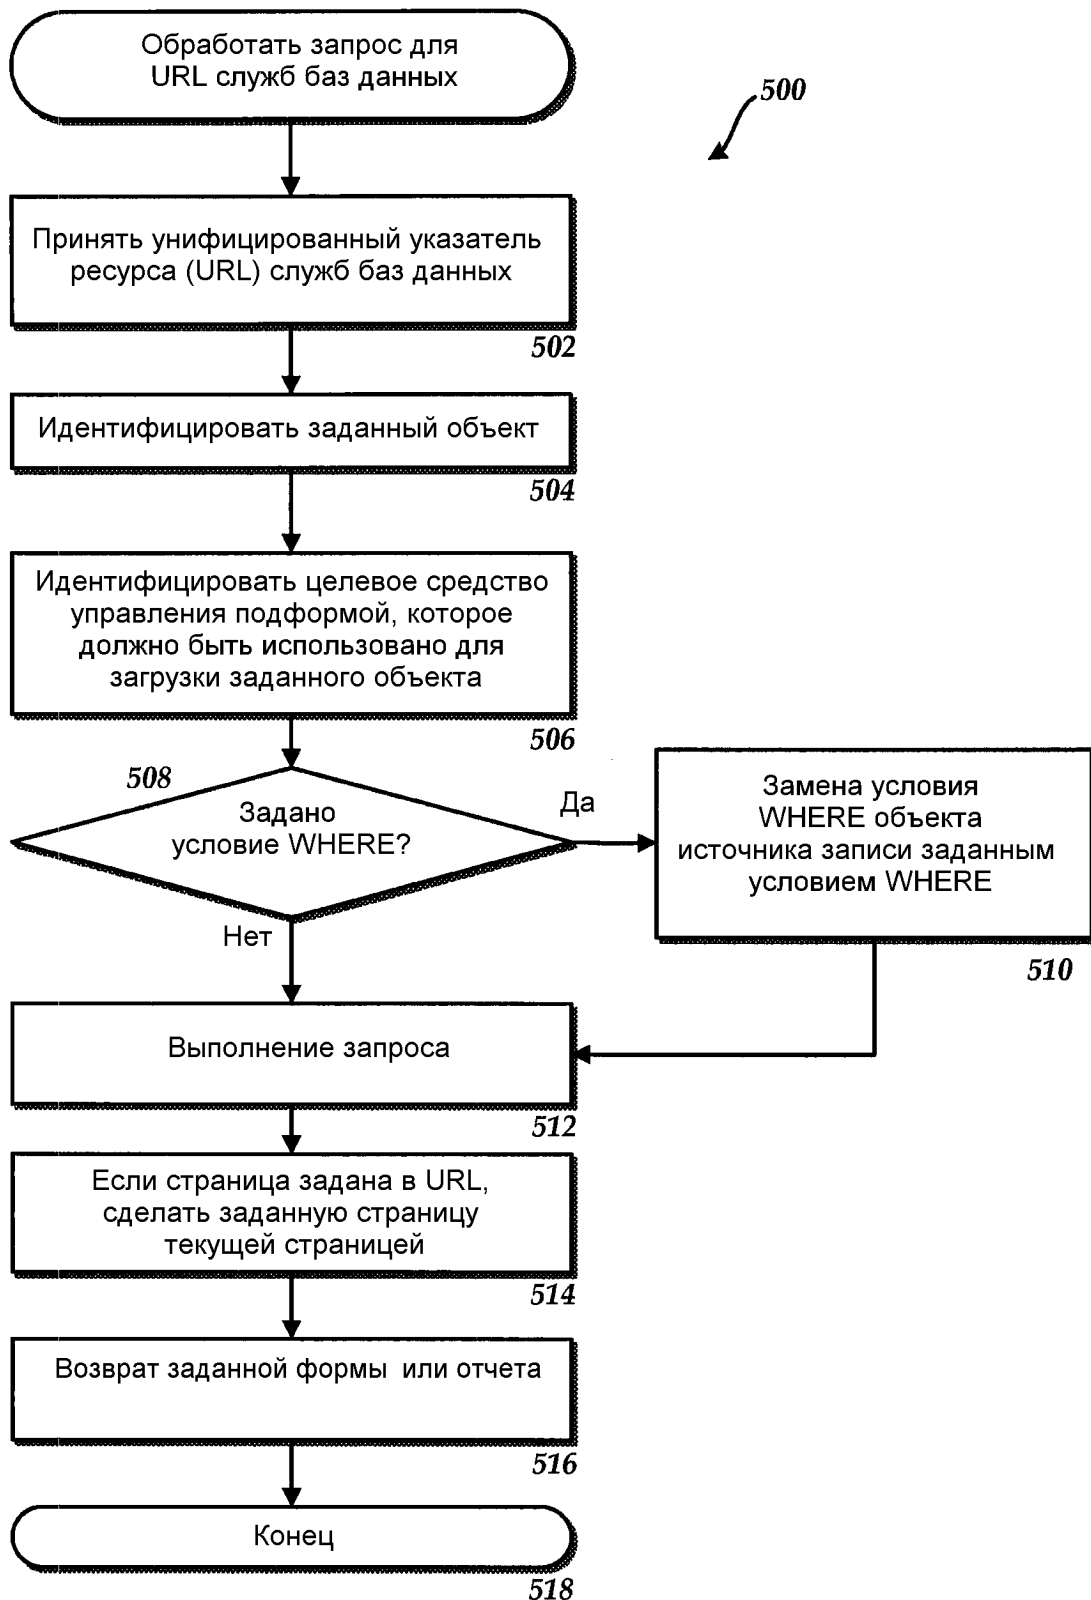 Обработать запрос для
URL служб баз данных
500
Принять унифицированный указатель
ресурса (URL) служб баз данных
502
Идентифицировать заданный объект
504
Идентифицировать целевое средство
управления подформой, которое
должно быть использовано для
загрузки заданного объекта
506
508
Задано
условие WHERE?
Да
Замена условия
WHERE объекта
источника записи заданным
условием WHERE
510
Нет
Выполнение запроса
512
Если страница задана в URL,
сделать заданную страницу
текущей страницей
514
Возврат заданной формы или отчета
516
Конец
518